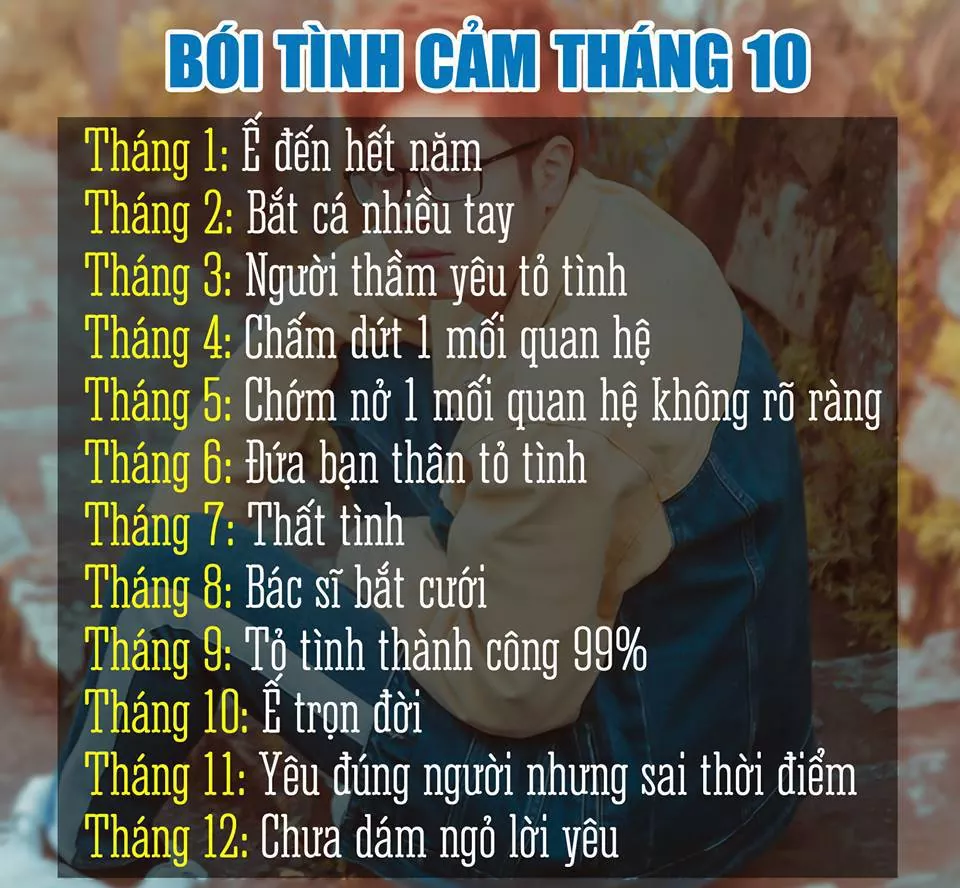 BÓI TÌNH CẢM THÁNG 10
Tháng 1: Ế đến hết năm
Tháng 2: Bắt cá nhiều tay
Tháng 3: Người thầm yêu tỏ tình
Tháng 4: Chấm dứt 1 mối quan hệ
Tháng 5: Chớm nở 1 mối quan hệ không rõ ràng
Tháng 6: Đứa bạn thân tỏ tình
Tháng 7: Thất tình
Tháng 8: Bác sĩ bắt cưới
Tháng 9: Tỏ tình thành công 99%
Tháng 10: Ế trọn đời
Tháng 11: Yêu đúng người nhưng sai thời điểm
Tháng 12: Chưa dám ngỏ lời yêu